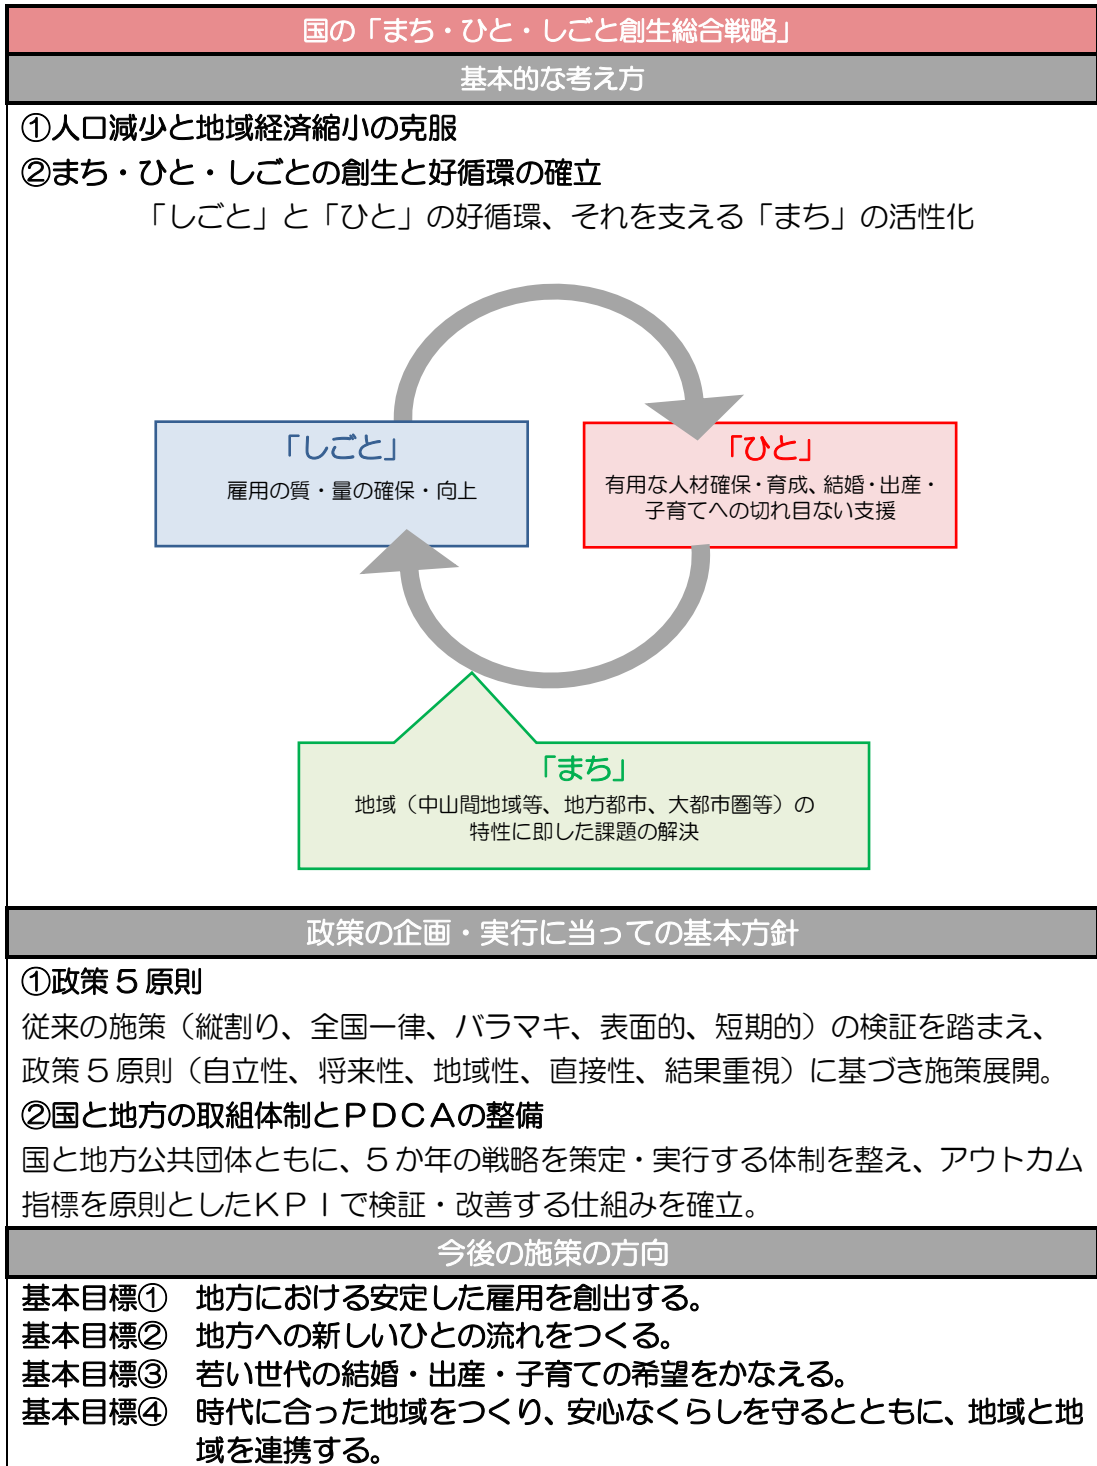 国の「まち・ひと・しごと創生総合戦略」
基本的な考え方
①人口減少と地域経済縮小の克服
②まち・ひと・しごとの創生と好循環の確立
「しごと」と「ひと」の好循環、それを支える「まち」の活性化
「しごと」
雇用の質・量の確保・向上
「ひと」
有用な人材確保・育成、結婚・出産・
子育てへの切れ目ない支援
「まち」
地域（中山間地域等、地方都市、大都市圏等）の
特性に即した課題の解決
政策の企画・実行に当っての基本方針
①政策５原則
従来の施策（縦割り、全国一律、バラマキ、表面的、短期的）の検証を踏まえ、
政策５原則（自立性、将来性、地域性、直接性、結果重視）に基づき施策展開。
②国と地方の取組体制とＰＤＣＡの整備
国と地方公共団体ともに、５か年の戦略を策定・実行する体制を整え、アウトカム
指標を原則としたＫＰＩで検証・改善する仕組みを確立。
今後の施策の方向
基本目標①　地方における安定した雇用を創出する。
基本目標②　地方への新しいひとの流れをつくる。
基本目標③　若い世代の結婚・出産・子育ての希望をかなえる。
基本目標④　時代に合った地域をつくり、安心なくらしを守るとともに、地域と地
域を連携する。